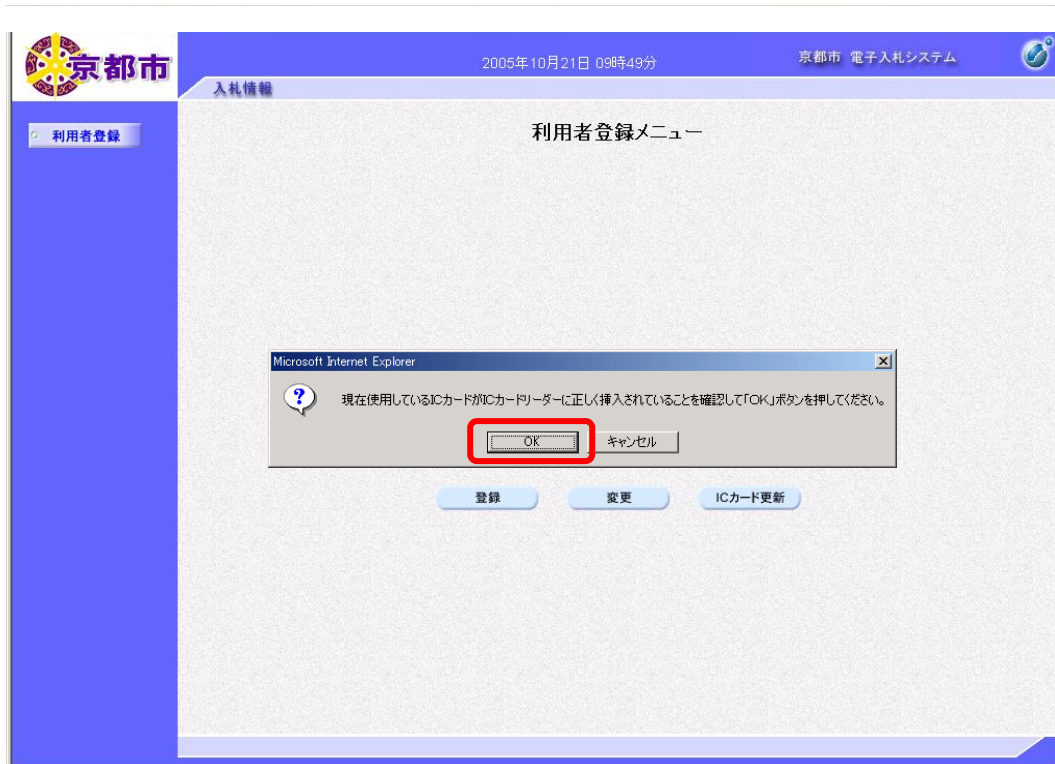 京都市
2005年10月21日 09時49分
京都市 電子入札システム
入札情報
利用者登録
利用者登録メニュー
Microsoft Internet Explorer
現在使用しているICカードがICカードリーダーに正しく挿入されていることを確認して「OK」ボタンを押してください。
OK
キャンセル
登録
変更
ICカード更新